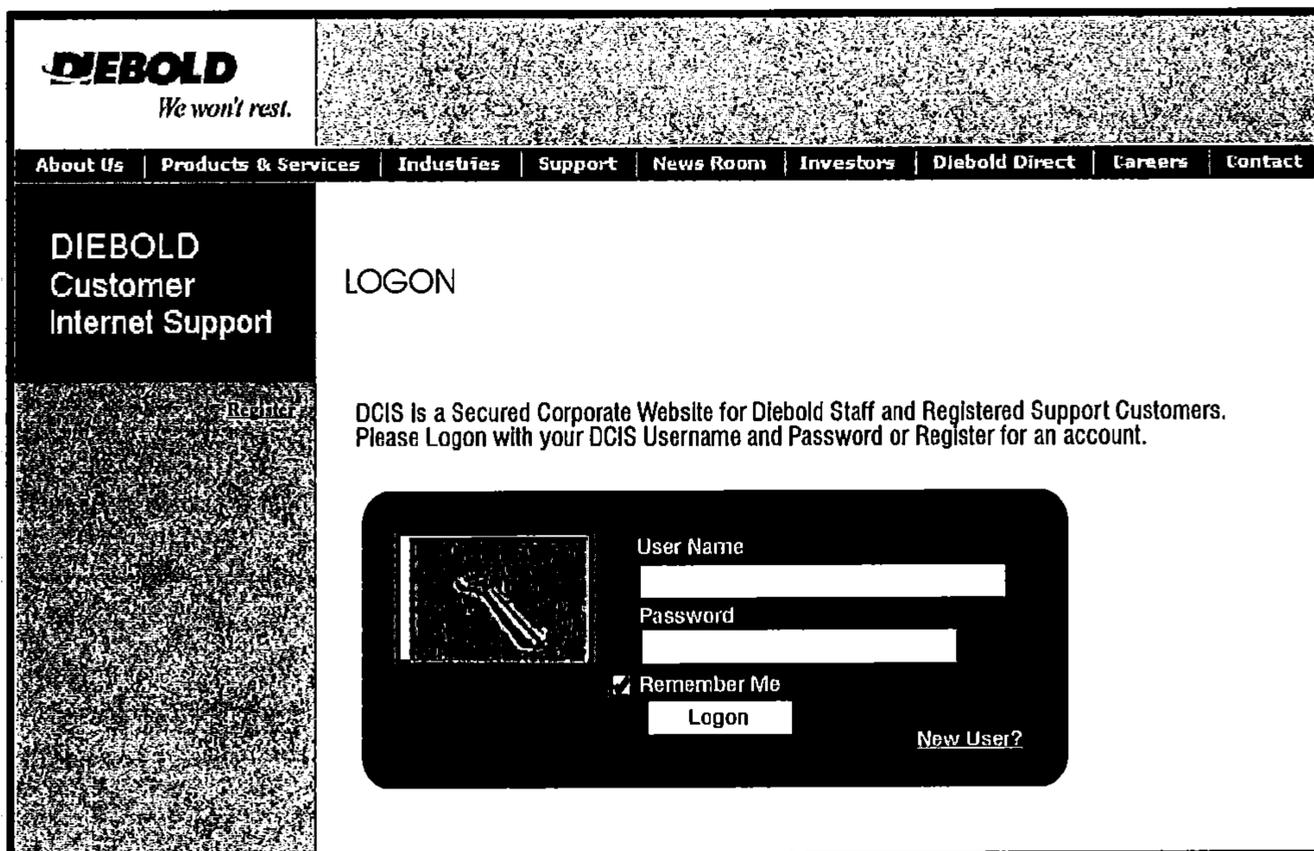 DIEBOLD
We won't rest.
About Us | Products & Services | Industries | Support | News Room | Investors | Diebold Direct | Careers | Contact
DIEBOLD
Customer
Internet Support
LOGON
Register
DCIS is a Secured Corporate Website for Diebold Staff and Registered Support Customers.
Please Logon with your DCIS Username and Password or Register for an account.
User Name
Password
Remember Me
Logon
New User?